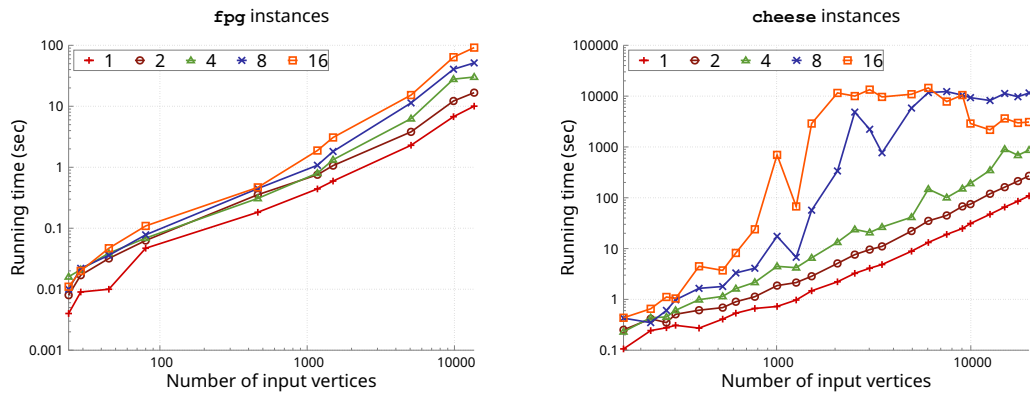 fpg instances
1 2 4 8 16
100
10
1
0.1
0.01
0.001
100 1000 10000
Running time (sec)
Number of input vertices
cheese instances
1 2 4 8 16
100000
10000
1000
100
10
1
0.1
1000 10000
Running time (sec)
Number of input vertices